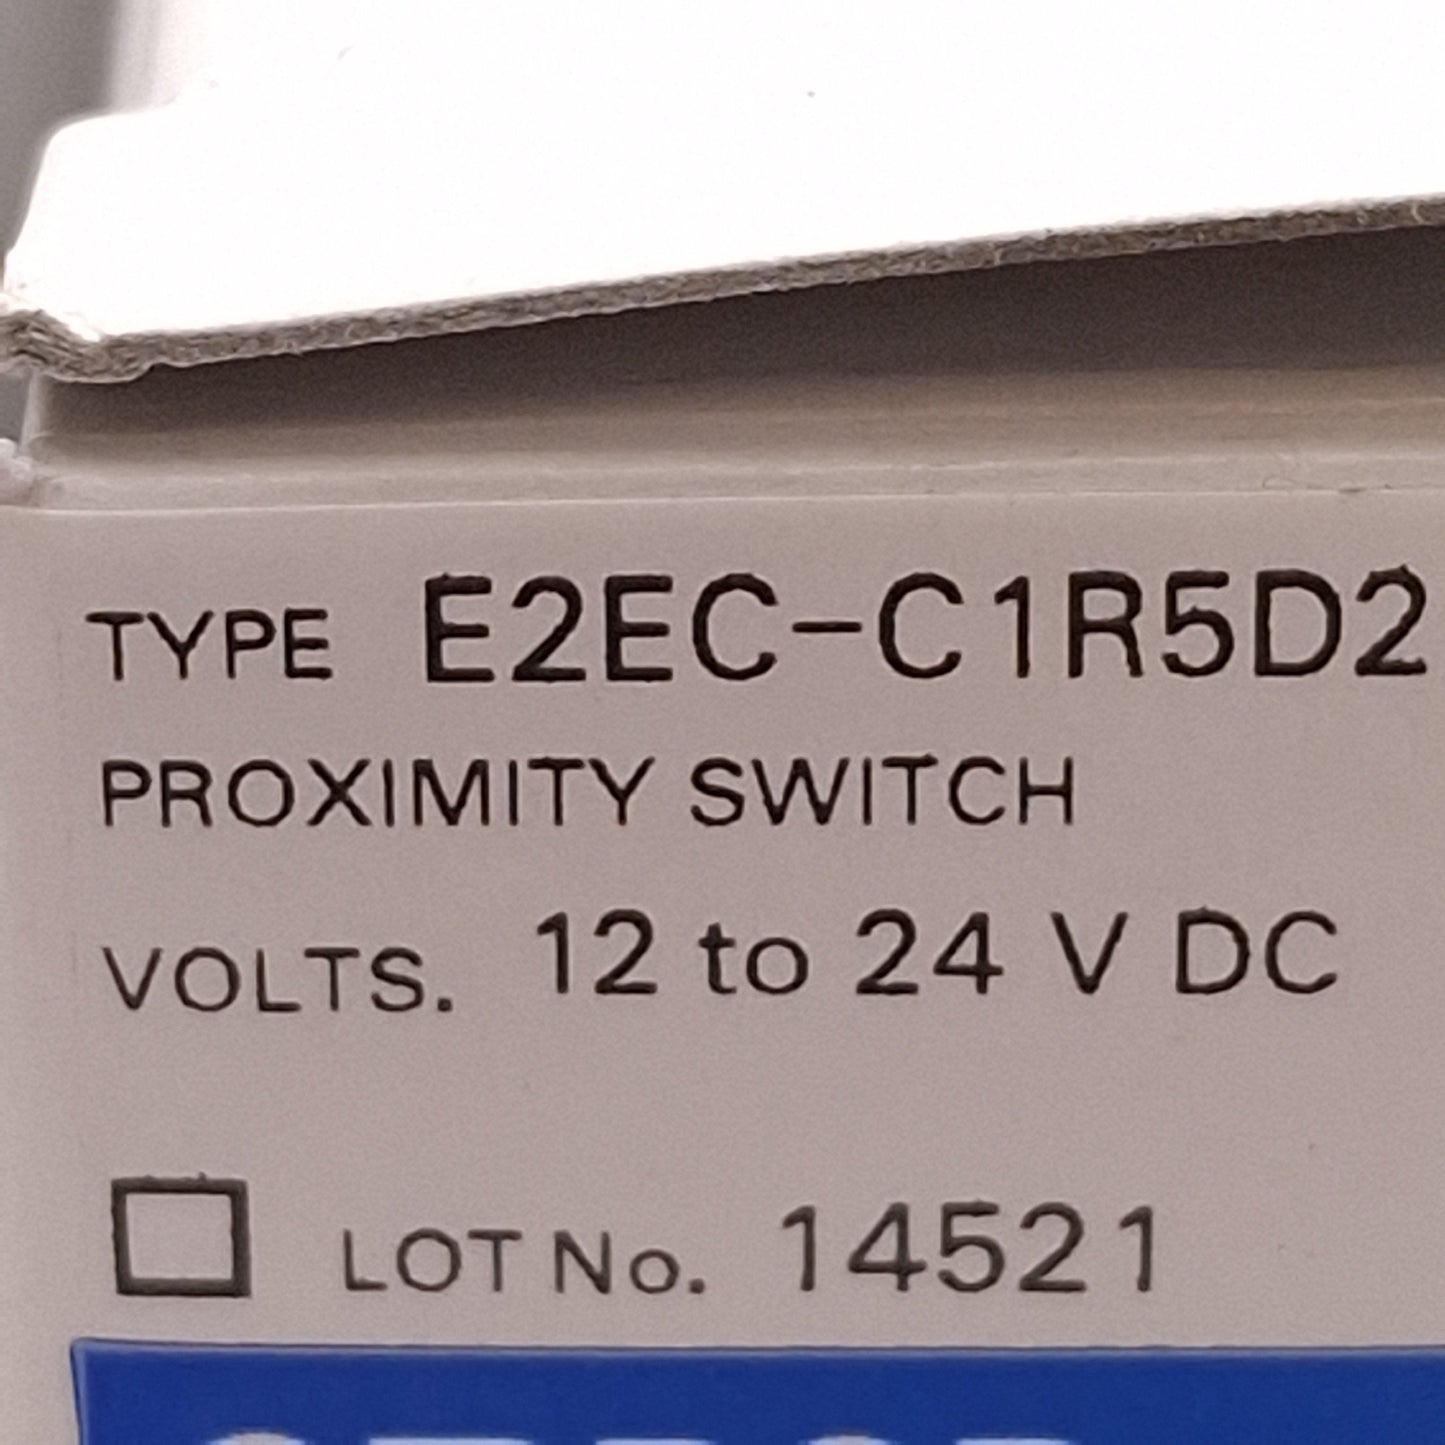 TYPE E2EC-C1R5D2
PROXIMITY SWITCH
VOLTS. 12 to 24 V DC
LOT No. 14521